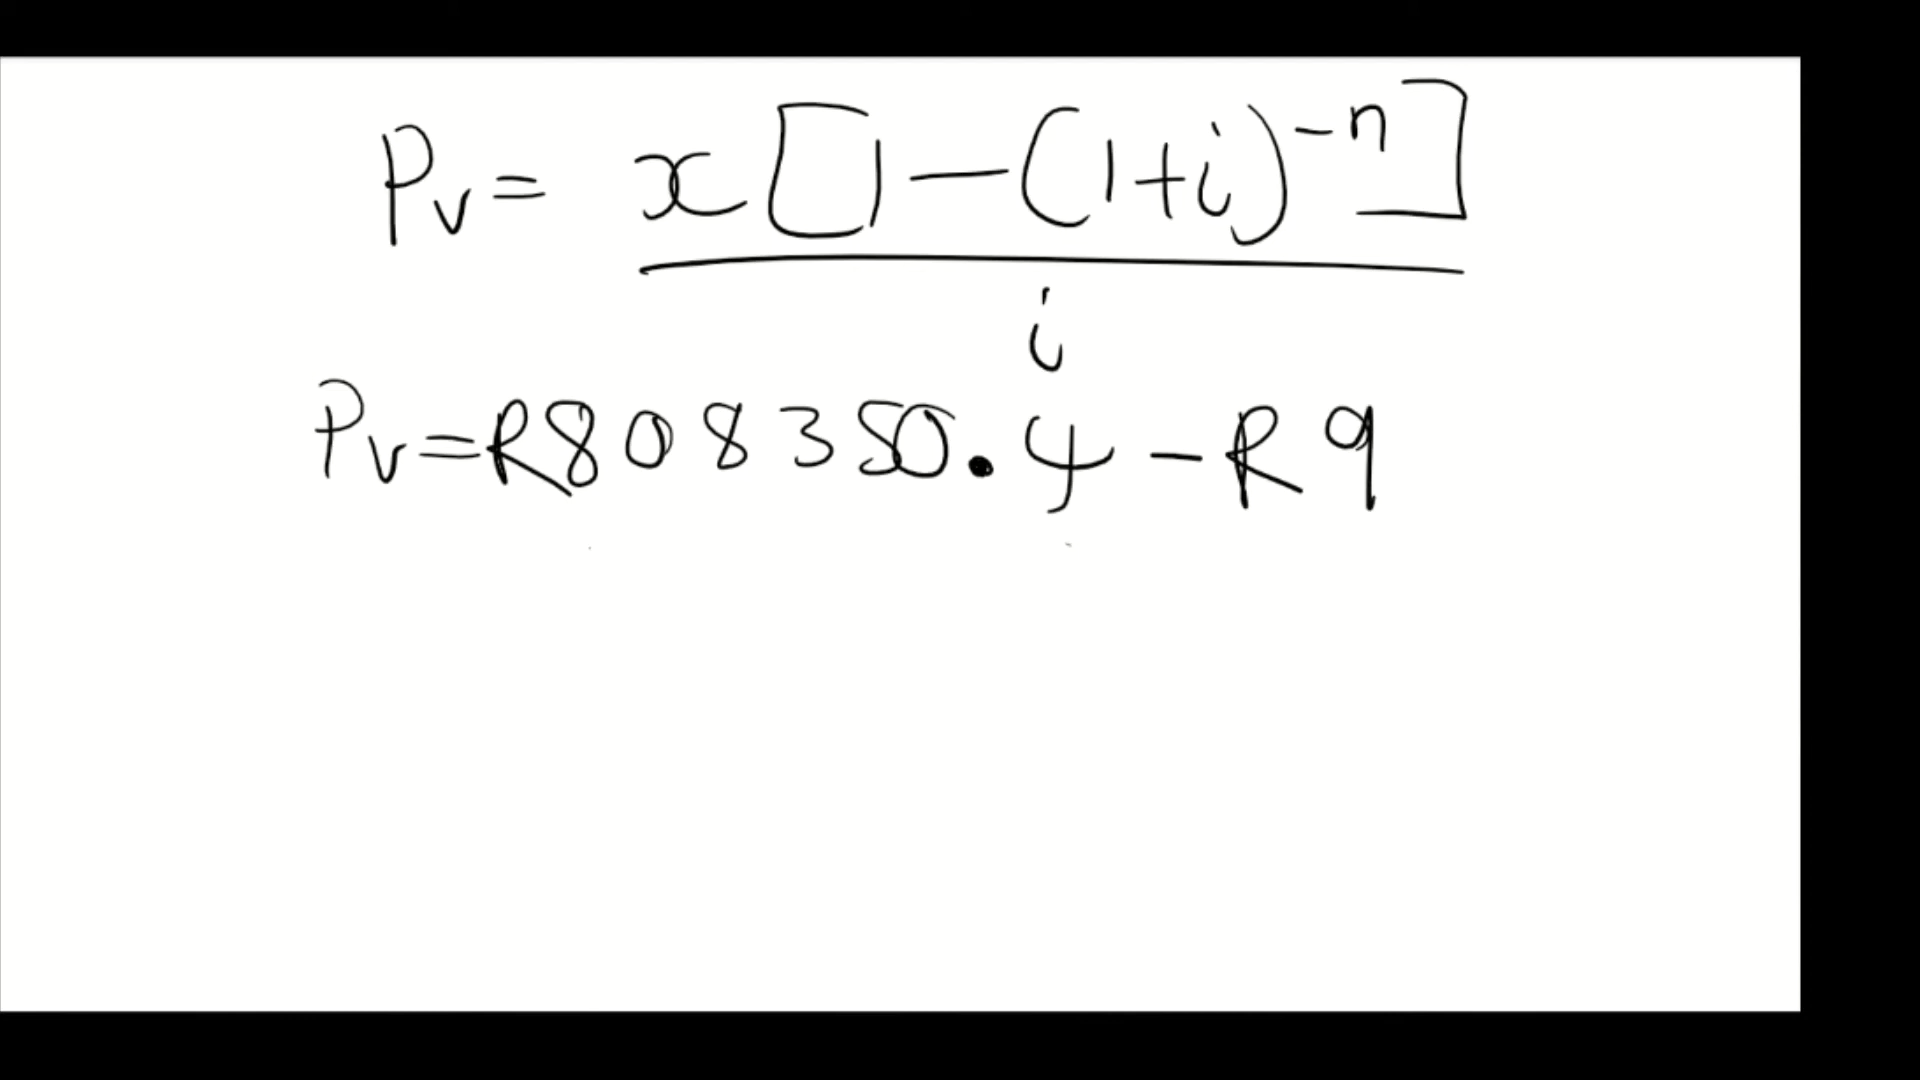 Pv = x[1-(1+i)^-n]
i
Pv=R808350.4-R9